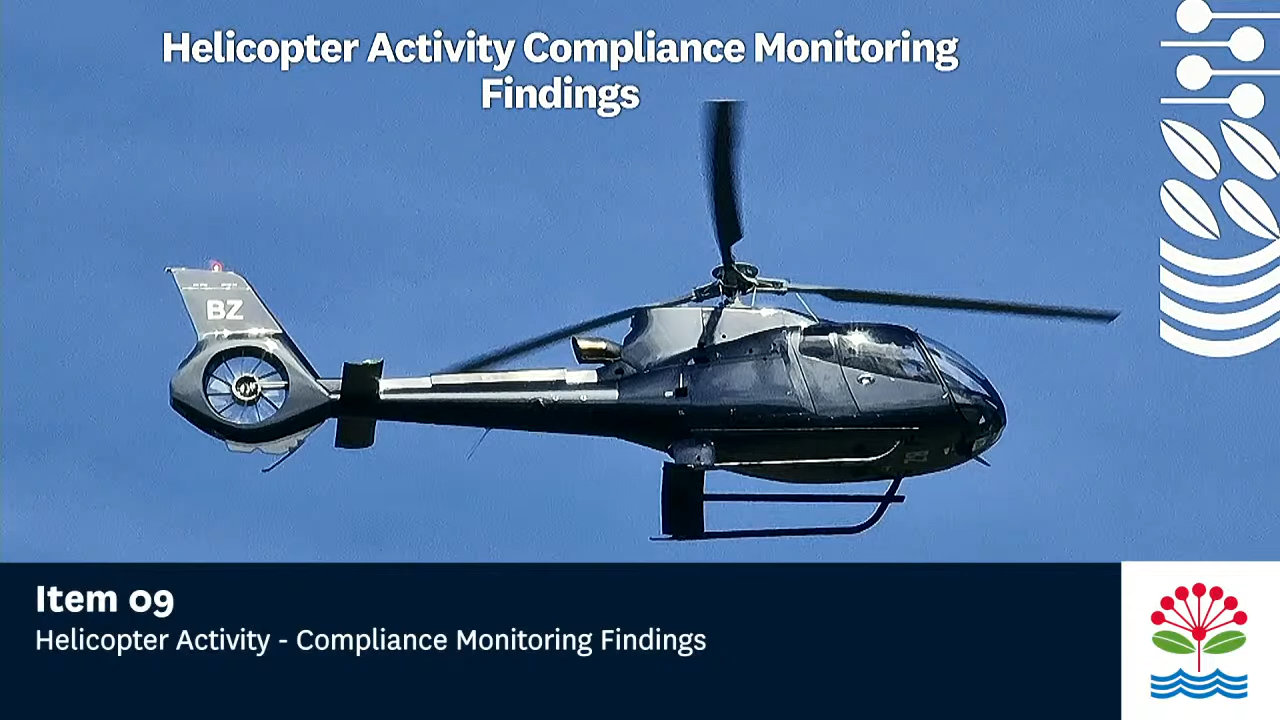 Helicopter Activity Compliance Monitoring
Findings
BZ
Item 09
Helicopter Activity - Compliance Monitoring Findings